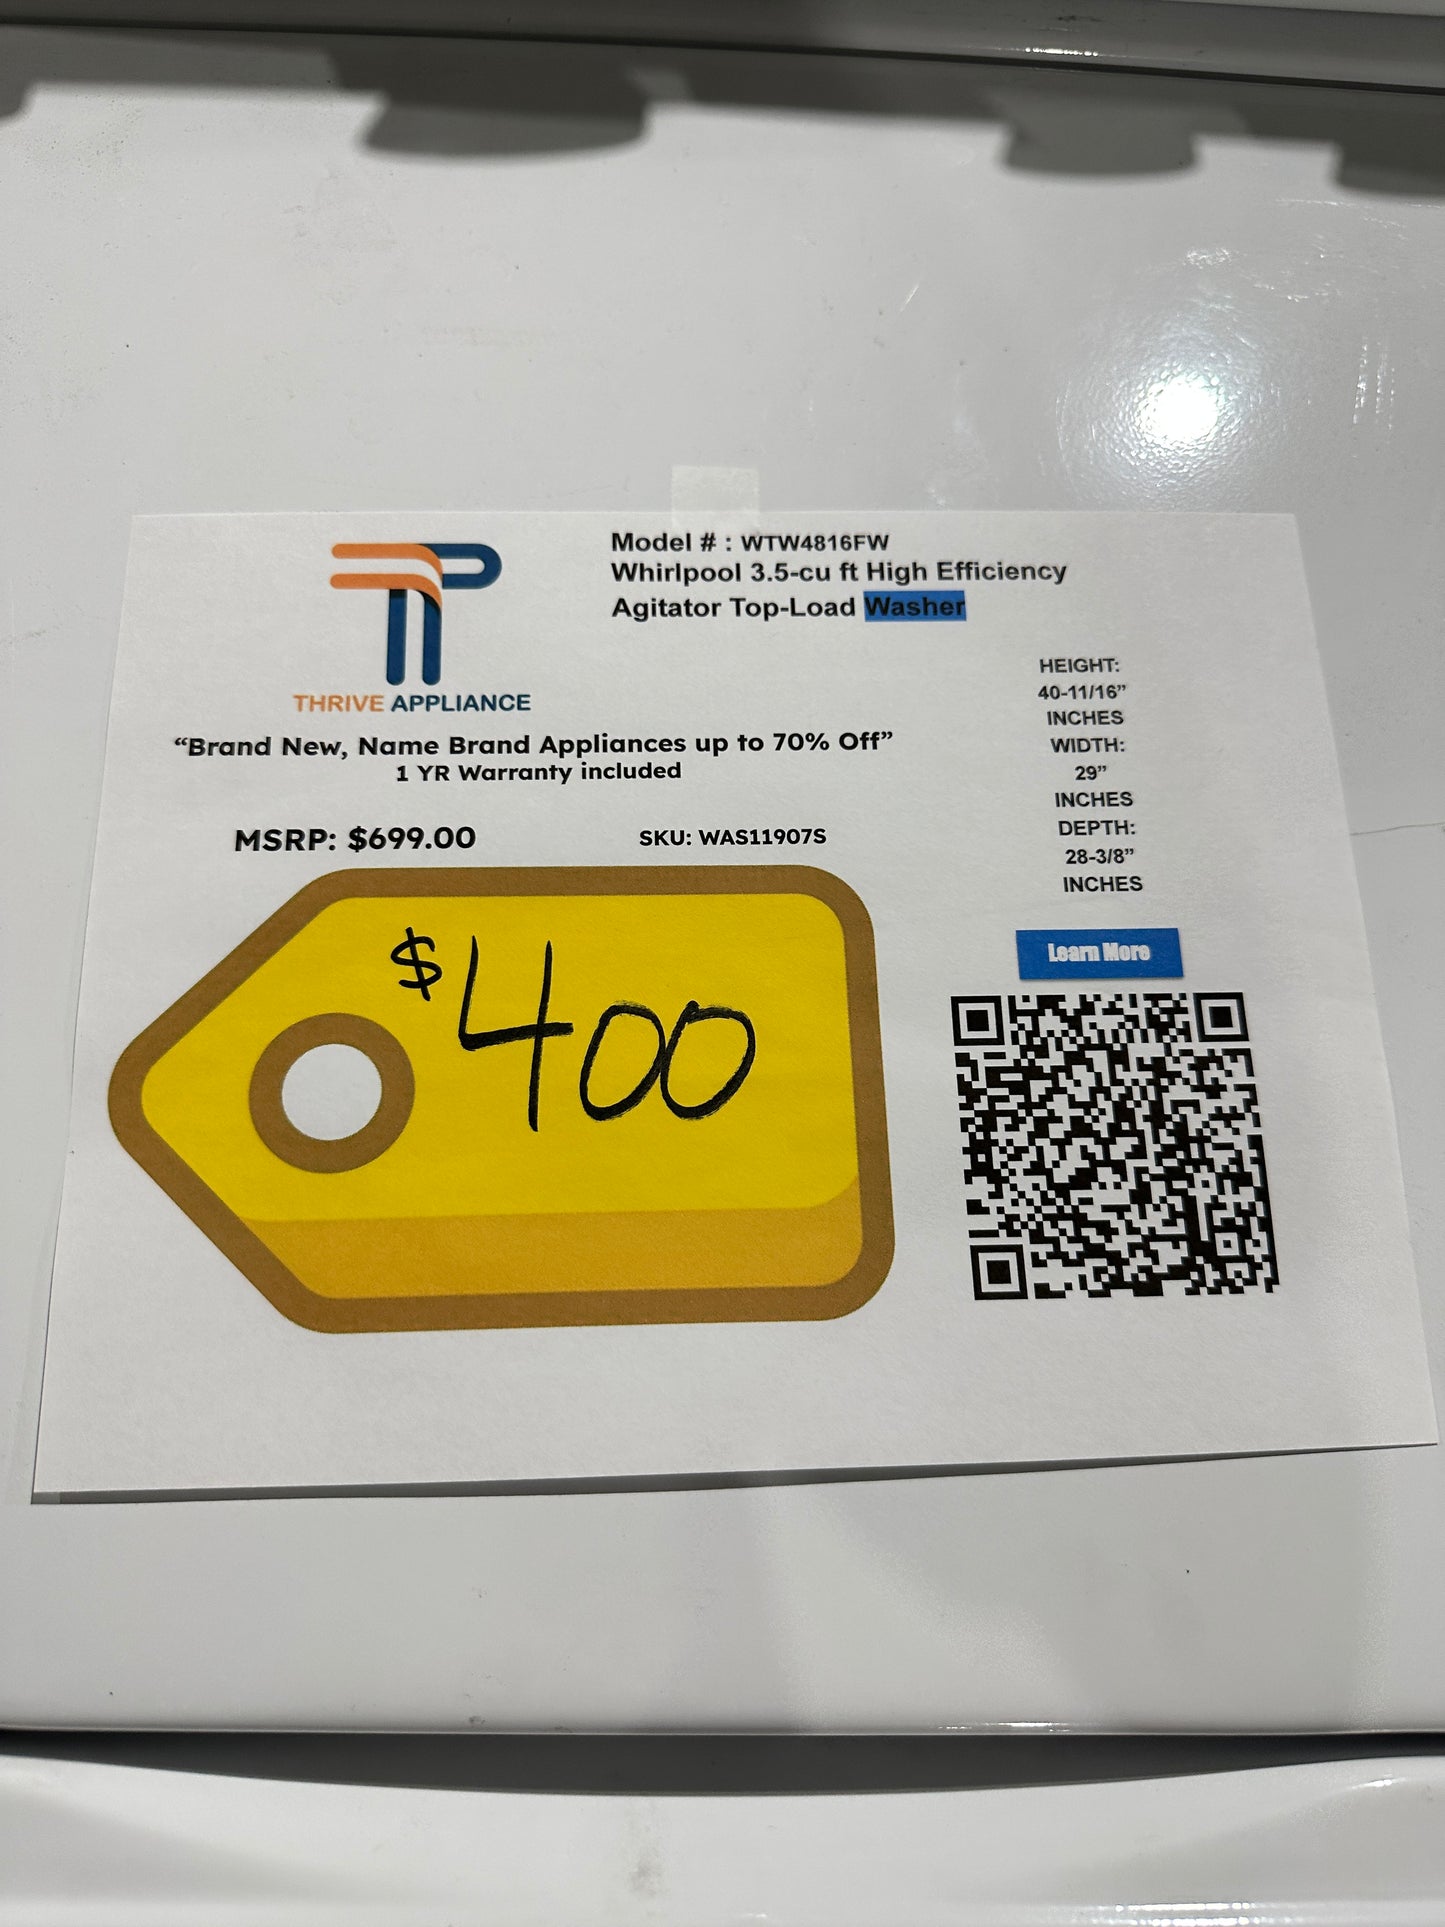 Model # : WTW4816FW
Whirlpool 3.5-cu ft High Efficiency
Agitator Top-Load Washer
THRIVE APPLIANCE
“Brand New, Name Brand Appliances up to 70% Off”
1 YR Warranty included
MSRP: $699.00
SKU: WAS11907S
HEIGHT:
40-11/16”
INCHES
WIDTH:
29”
INCHES
DEPTH:
28-3/8”
INCHES
$400
Learn More